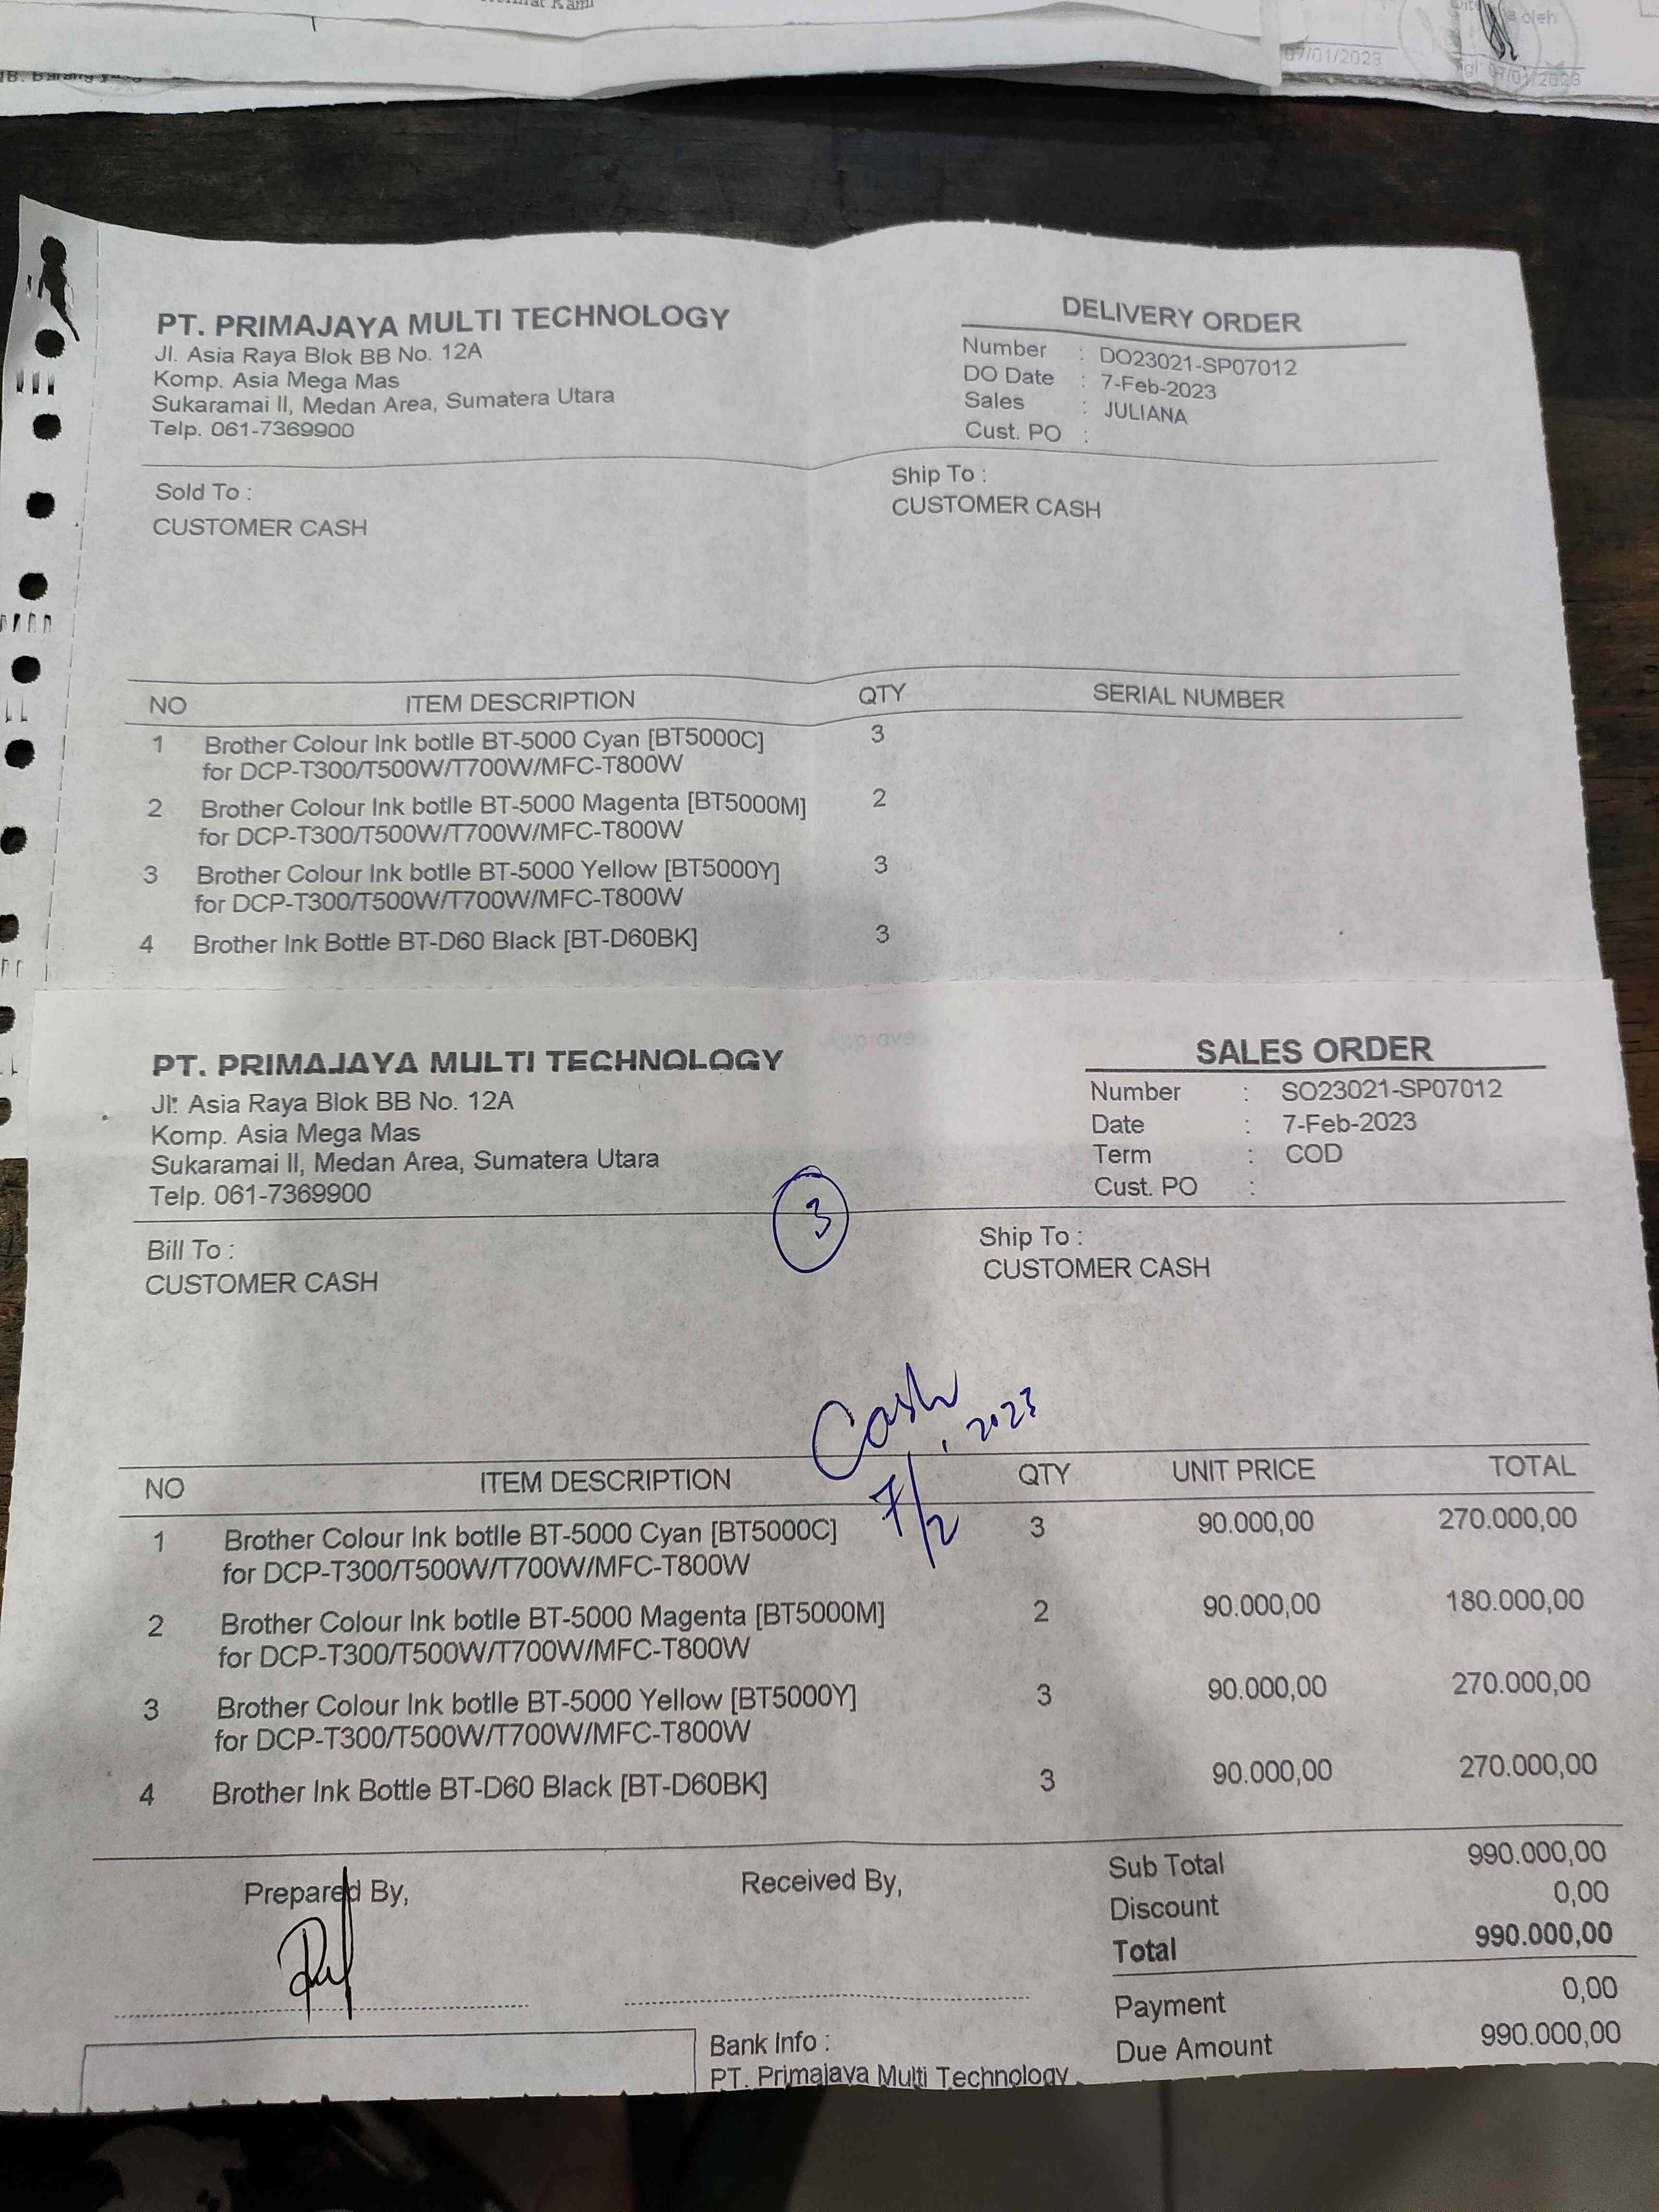 07/01/2023
PT. PRIMAJAYA MULTI TECHNOLOGY
Jl. Asia Raya Blok BB No. 12A
Komp. Asia Mega Mas
Sukaramai II, Medan Area, Sumatera Utara
Telp. 061-7369900
DELIVERY ORDER
Number : DO23021-SP07012
DO Date : 7-Feb-2023
Sales : JULIANA
Cust. PO :
Sold To :
CUSTOMER CASH
Ship To :
CUSTOMER CASH
NO ITEM DESCRIPTION QTY SERIAL NUMBER
1 Brother Colour Ink botlle BT-5000 Cyan [BT5000C] 3
for DCP-T300/T500W/T700W/MFC-T800W
2 Brother Colour Ink botlle BT-5000 Magenta [BT5000M] 2
for DCP-T300/T500W/T700W/MFC-T800W
3 Brother Colour Ink botlle BT-5000 Yellow [BT5000Y] 3
for DCP-T300/T500W/T700W/MFC-T800W
4 Brother Ink Bottle BT-D60 Black [BT-D60BK] 3
PT. PRIMAJAYA MULTI TECHNOLOGY
Jl. Asia Raya Blok BB No. 12A
Komp. Asia Mega Mas
Sukaramai II, Medan Area, Sumatera Utara
Telp. 061-7369900
SALES ORDER
Number : SO23021-SP07012
Date : 7-Feb-2023
Term : COD
Cust. PO :
3
Bill To :
CUSTOMER CASH
Ship To :
CUSTOMER CASH
Cash
7/2 2023
NO ITEM DESCRIPTION QTY UNIT PRICE TOTAL
1 Brother Colour Ink botlle BT-5000 Cyan [BT5000C] 3 90.000,00 270.000,00
for DCP-T300/T500W/T700W/MFC-T800W
2 Brother Colour Ink botlle BT-5000 Magenta [BT5000M] 2 90.000,00 180.000,00
for DCP-T300/T500W/T700W/MFC-T800W
3 Brother Colour Ink botlle BT-5000 Yellow [BT5000Y] 3 90.000,00 270.000,00
for DCP-T300/T500W/T700W/MFC-T800W
4 Brother Ink Bottle BT-D60 Black [BT-D60BK] 3 90.000,00 270.000,00
Prepared By,
Received By,
Sub Total 990.000,00
Discount 0,00
Total 990.000,00
Payment 0,00
Due Amount 990.000,00
Bank Info :
PT. Primajaya Multi Technology